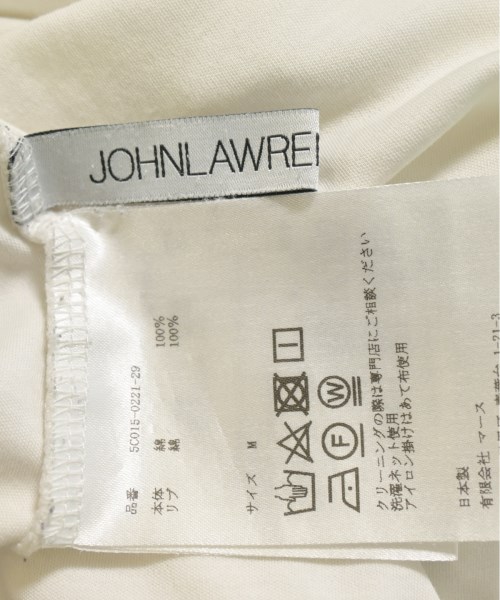 JOHNLAWRE
品番 5C015-0221-29
本体 綿 100%
リブ 綿 100%
サイズ M
W
F
クリーニングの際は専門店にご相談ください
洗濯ネット使用
アイロン掛けはあて布使用
日本製
有限会社 マース
1-21-3